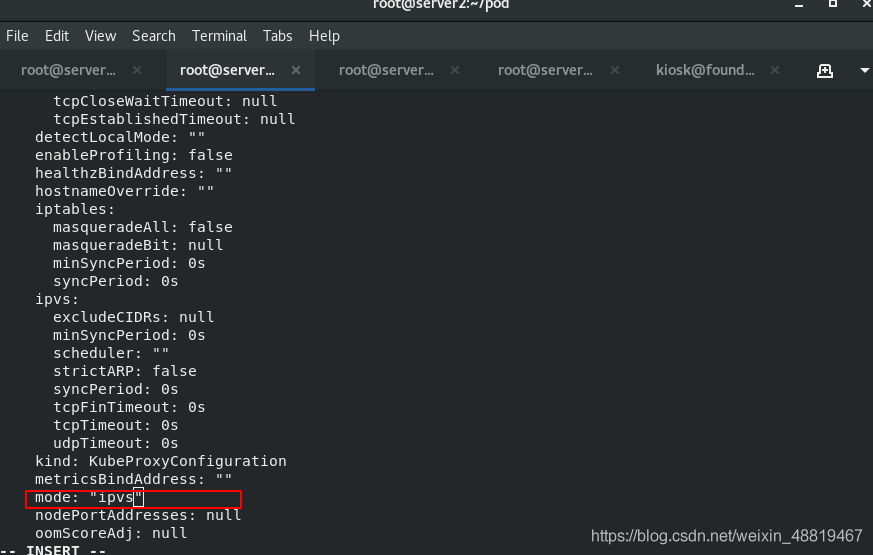 root@server2:~/pod
File Edit View Search Terminal Tabs Help
root@server... × root@server... × root@server... × root@server... × kiosk@found... ×
tcpCloseWaitTimeout: null
tcpEstablishedTimeout: null
detectLocalMode: ""
enableProfiling: false
healthzBindAddress: ""
hostnameOverride: ""
iptables:
masqueradeAll: false
masqueradeBit: null
minSyncPeriod: 0s
syncPeriod: 0s
ipvs:
excludeCIDRs: null
minSyncPeriod: 0s
scheduler: ""
strictARP: false
syncPeriod: 0s
tcpFinTimeout: 0s
tcpTimeout: 0s
udpTimeout: 0s
kind: KubeProxyConfiguration
metricsBindAddress: ""
mode: "ipvs"
nodePortAddresses: null
oomScoreAdj: null
-- INSERT --
https://blog.csdn.net/weixin_48819467